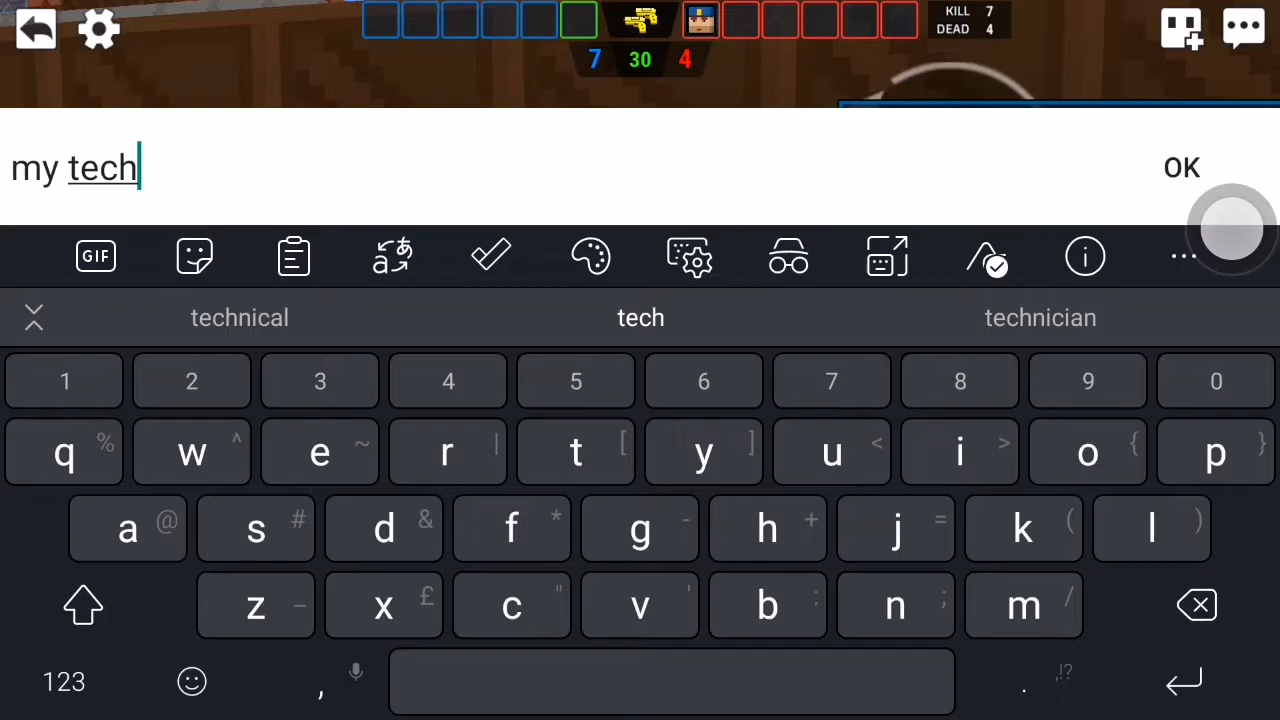 KILL 7
DEAD 4
7 30 4
my tech
OK
GIF
technical tech technician
1 2 3 4 5 6 7 8 9 0
q % w ^ e ~ r | t [ y ] u < i > o { p }
a @ s # d & f * g - h + j = k ( l )
z _ x £ c " v ' b : n ; m /
123 , . ,!?